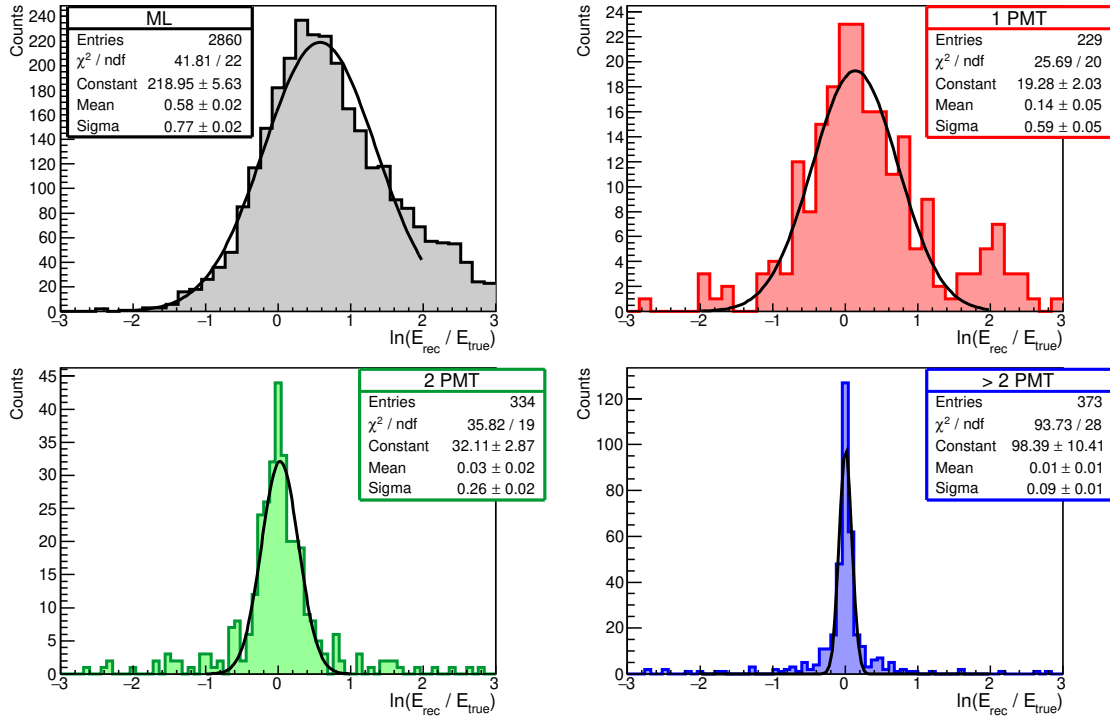 ML
Entries 2860
χ² / ndf 41.81 / 22
Constant 218.95 ± 5.63
Mean 0.58 ± 0.02
Sigma 0.77 ± 0.02
Counts
240
220
200
180
160
140
120
100
80
60
40
20
0
−3 −2 −1 0 1 2 3
ln(E_rec / E_true)
1 PMT
Entries 229
χ² / ndf 25.69 / 20
Constant 19.28 ± 2.03
Mean 0.14 ± 0.05
Sigma 0.59 ± 0.05
Counts
24
22
20
18
16
14
12
10
8
6
4
2
0
−3 −2 −1 0 1 2 3
ln(E_rec / E_true)
2 PMT
Entries 334
χ² / ndf 35.82 / 19
Constant 32.11 ± 2.87
Mean 0.03 ± 0.02
Sigma 0.26 ± 0.02
Counts
45
40
35
30
25
20
15
10
5
0
−3 −2 −1 0 1 2 3
ln(E_rec / E_true)
> 2 PMT
Entries 373
χ² / ndf 93.73 / 28
Constant 98.39 ± 10.41
Mean 0.01 ± 0.01
Sigma 0.09 ± 0.01
Counts
120
100
80
60
40
20
0
−3 −2 −1 0 1 2 3
ln(E_rec / E_true)